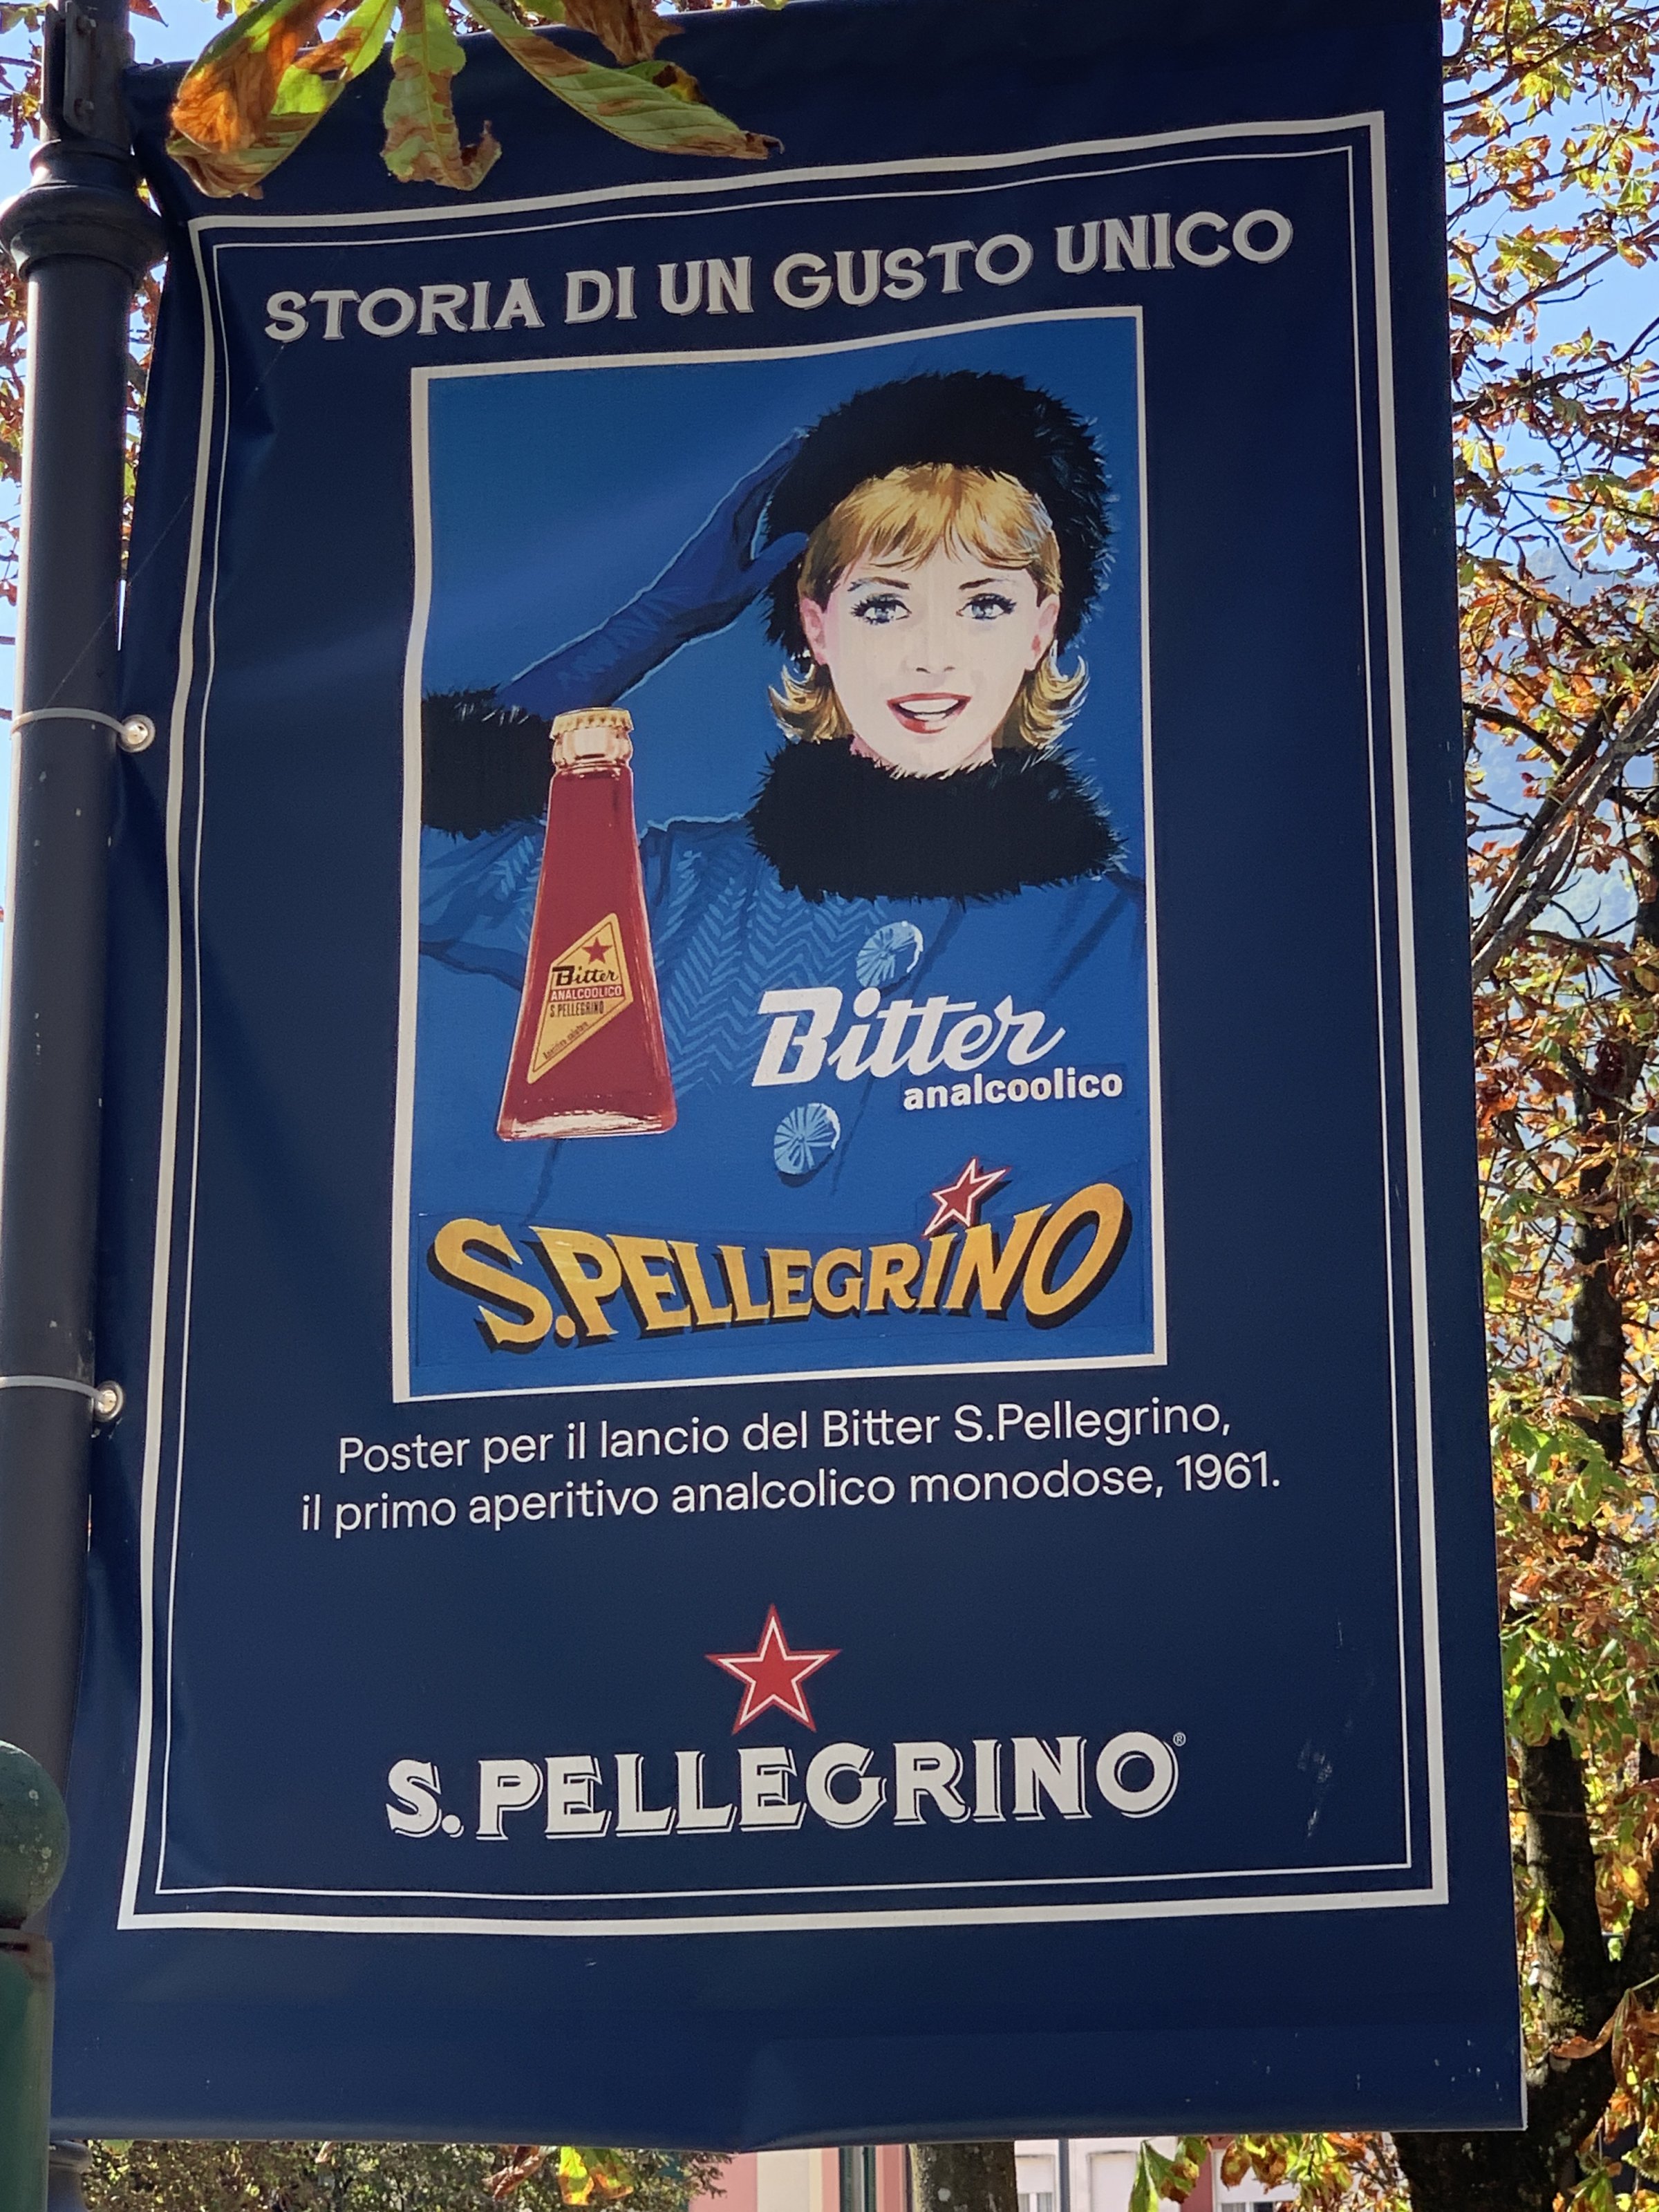 STORIA DI UN GUSTO UNICO
Bitter
ANALCOOLICO
S.PELLEGRINO
Bitter
analcoolico
S.PELLEGRINO
Poster per il lancio del Bitter S.Pellegrino,
il primo aperitivo analcolico monodose, 1961.
S.PELLEGRINO®